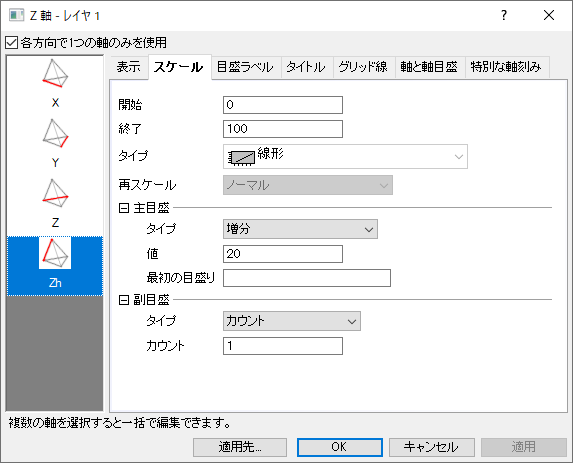 Z 軸 - レイヤ 1
各方向で1つの軸のみを使用
X
Y
Z
Zh
表示 スケール 目盛ラベル タイトル グリッド線 軸と軸目盛 特別な軸刻み
開始 0
終了 100
タイプ 線形
再スケール ノーマル
主目盛
タイプ 増分
値 20
最初の目盛り
副目盛
タイプ カウント
カウント 1
複数の軸を選択すると一括で編集できます。
適用先... OK キャンセル 適用